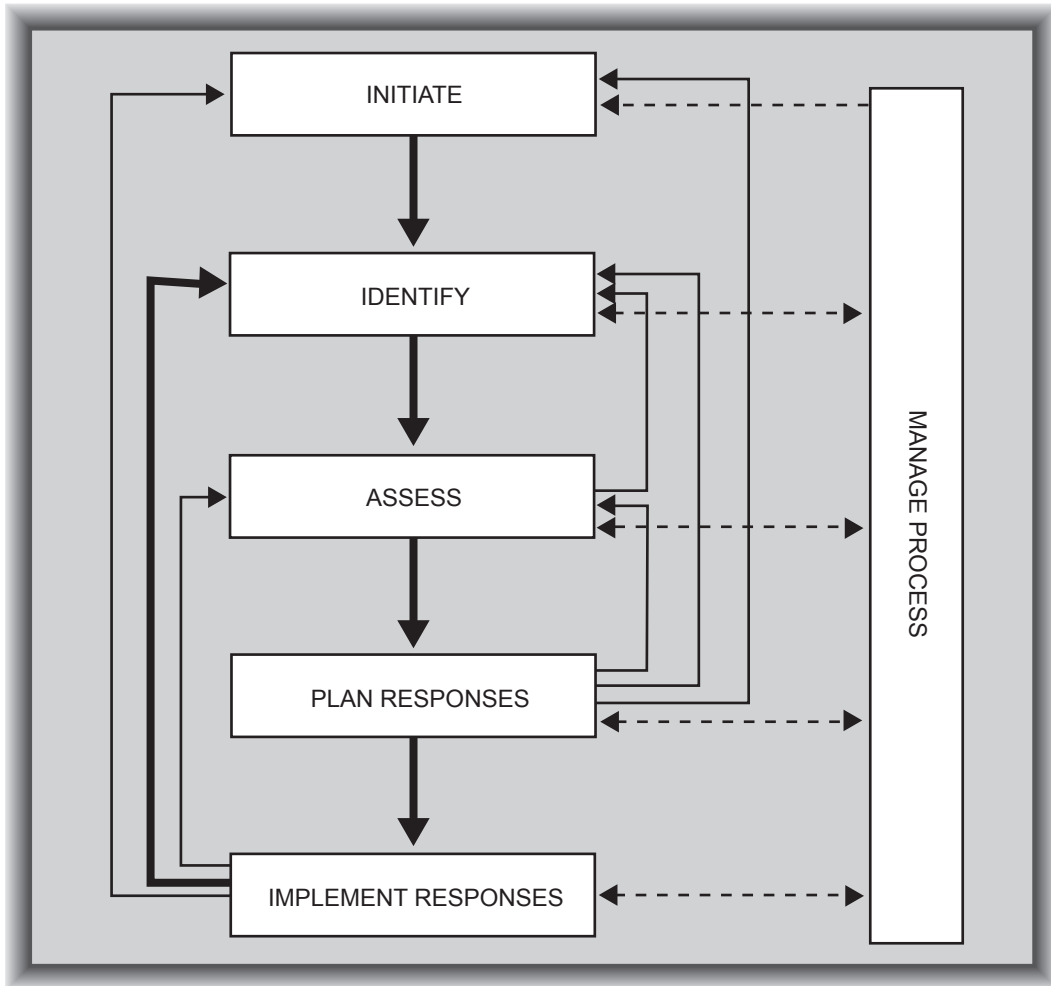 INITIATE
IDENTIFY
ASSESS
PLAN RESPONSES
IMPLEMENT RESPONSES
MANAGE PROCESS